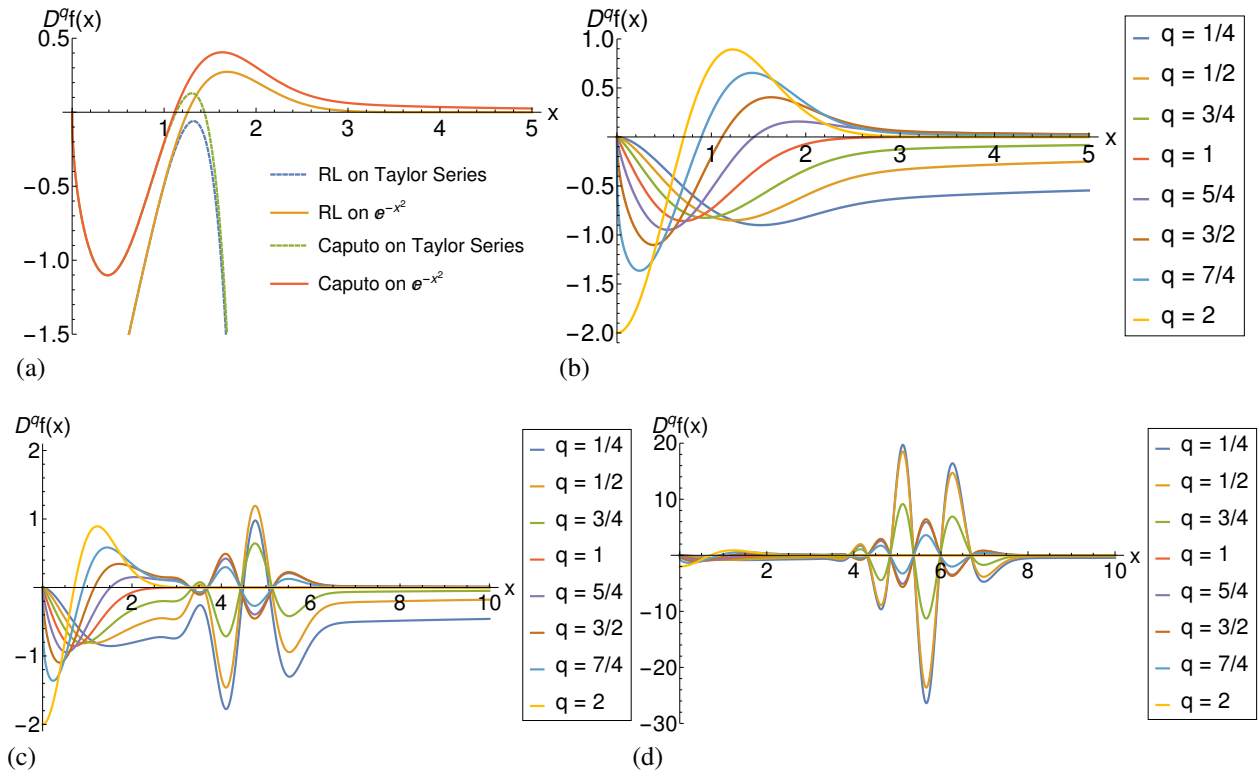 D^q f(x)
0.5
1
2
3
4
5
x
−0.5
−1.0
−1.5
RL on Taylor Series
RL on e^{-x^2}
Caputo on Taylor Series
Caputo on e^{-x^2}
(a)
D^q f(x)
1.0
0.5
1
2
3
4
5
x
−0.5
−1.0
−1.5
−2.0
q = 1/4
q = 1/2
q = 3/4
q = 1
q = 5/4
q = 3/2
q = 7/4
q = 2
(b)
D^q f(x)
2
1
2
4
6
8
10
x
−1
−2
q = 1/4
q = 1/2
q = 3/4
q = 1
q = 5/4
q = 3/2
q = 7/4
q = 2
(c)
D^q f(x)
20
10
2
4
6
8
10
x
−10
−20
−30
q = 1/4
q = 1/2
q = 3/4
q = 1
q = 5/4
q = 3/2
q = 7/4
q = 2
(d)